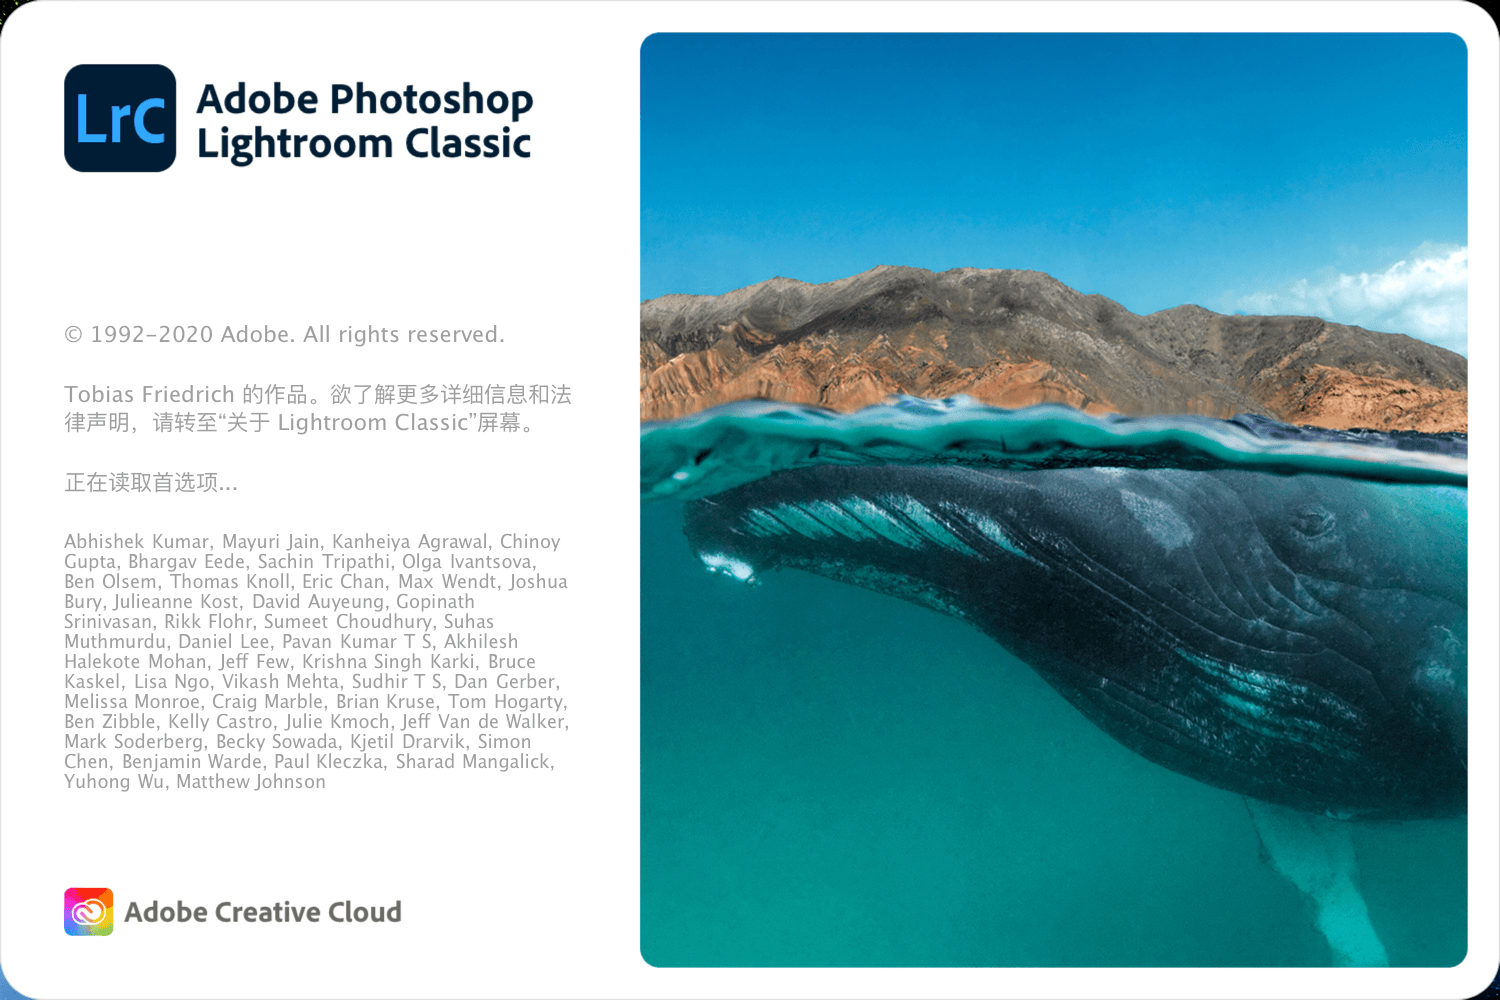 LrC
Adobe Photoshop
Lightroom Classic
© 1992-2020 Adobe. All rights reserved.
Tobias Friedrich 的作品。欲了解更多详细信息和法
律声明，请转至“关于 Lightroom Classic”屏幕。
正在读取首选项...
Abhishek Kumar, Mayuri Jain, Kanheiya Agrawal, Chinoy
Gupta, Bhargav Eede, Sachin Tripathi, Olga Ivantsova,
Ben Olsem, Thomas Knoll, Eric Chan, Max Wendt, Joshua
Bury, Julieanne Kost, David Auyeung, Gopinath
Srinivasan, Rikk Flohr, Sumeet Choudhury, Suhas
Muthmurdu, Daniel Lee, Pavan Kumar T S, Akhilesh
Halekote Mohan, Jeff Few, Krishna Singh Karki, Bruce
Kaskel, Lisa Ngo, Vikash Mehta, Sudhir T S, Dan Gerber,
Melissa Monroe, Craig Marble, Brian Kruse, Tom Hogarty,
Ben Zibble, Kelly Castro, Julie Kmoch, Jeff Van de Walker,
Mark Soderberg, Becky Sowada, Kjetil Drarvik, Simon
Chen, Benjamin Warde, Paul Kleczka, Sharad Mangalick,
Yuhong Wu, Matthew Johnson
Adobe Creative Cloud